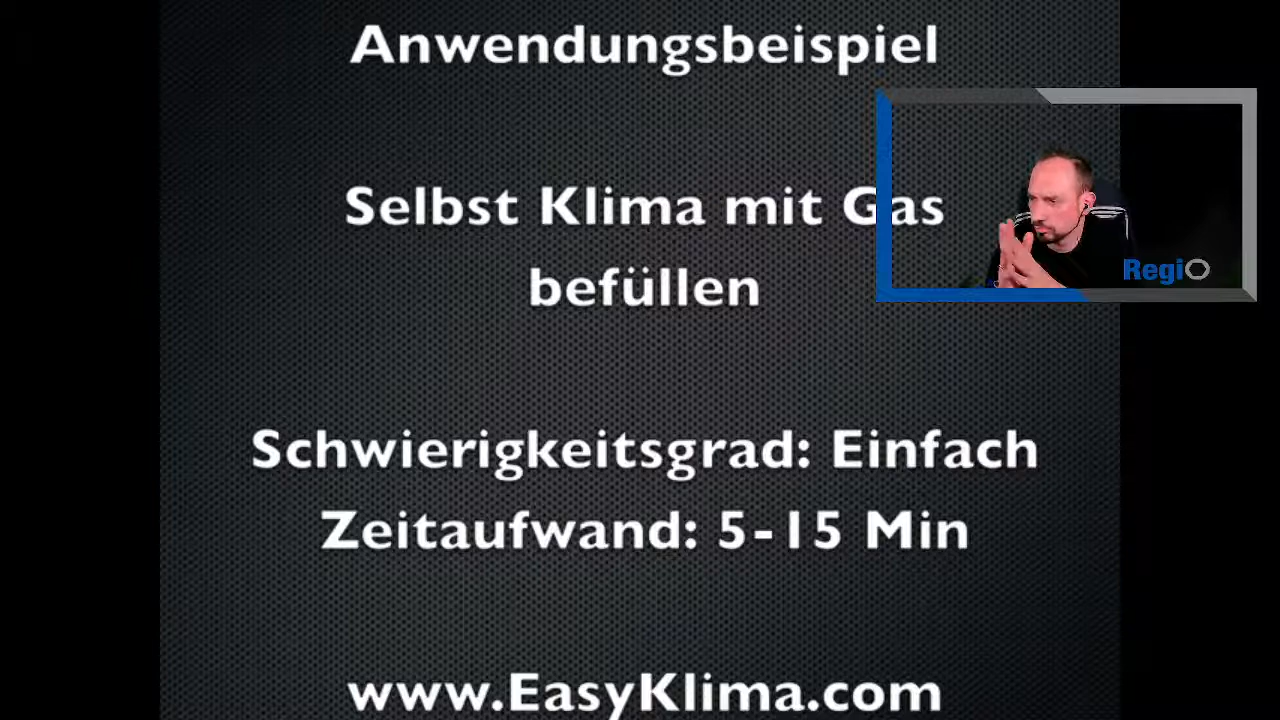 Anwendungsbeispiel
Selbst Klima mit Gas
befüllen
RegiO
Schwierigkeitsgrad: Einfach
Zeitaufwand: 5-15 Min
www.EasyKlima.com